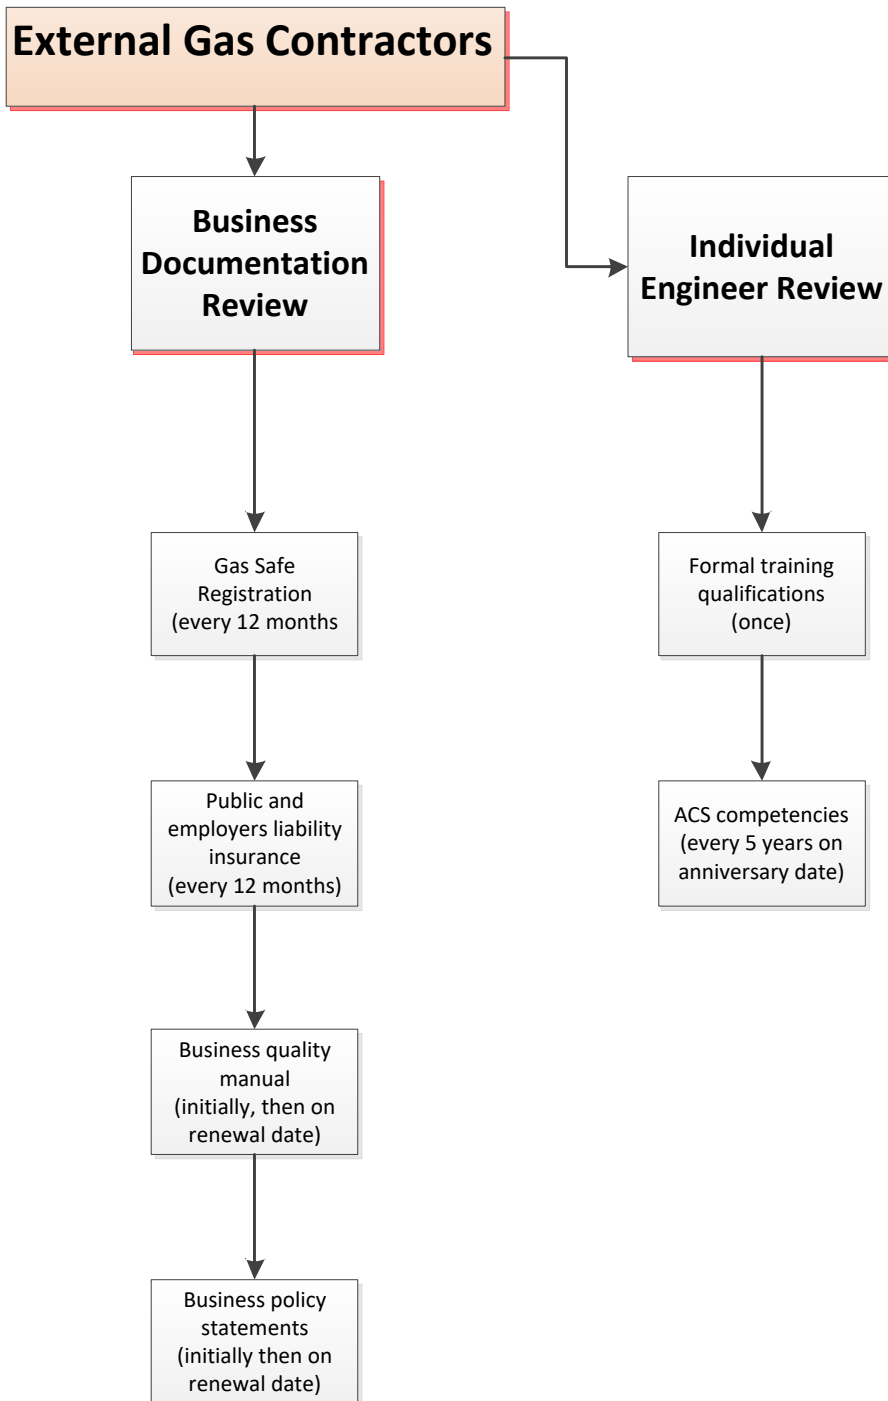 External Gas Contractors
Business
Documentation
Review
Individual
Engineer Review
Gas Safe
Registration
(every 12 months
Formal training
qualifications
(once)
Public and
employers liability
insurance
(every 12 months)
ACS competencies
(every 5 years on
anniversary date)
Business quality
manual
(initially, then on
renewal date)
Business policy
statements
(initially then on
renewal date)